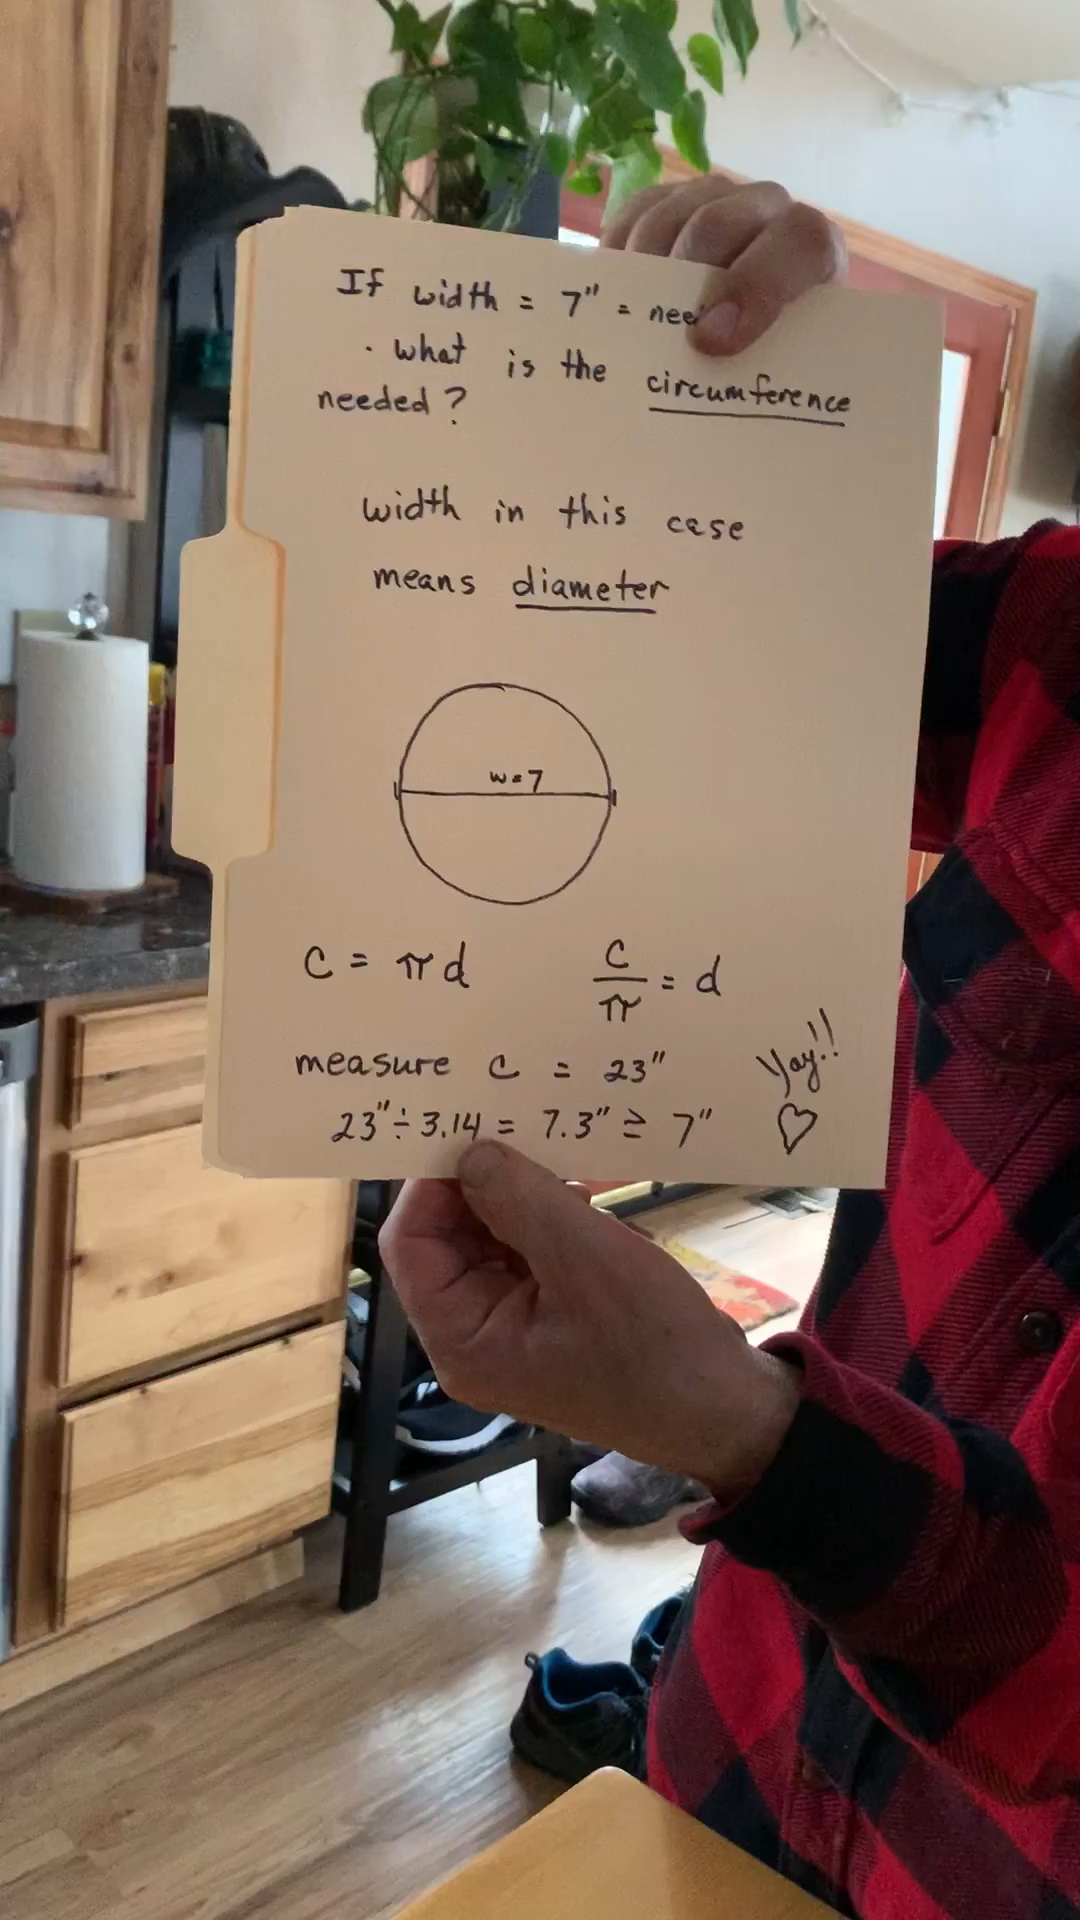 If width = 7" =
. what is the circumference
needed?
width in this case
means diameter
w=7
C = πd
C/π = d
measure C = 23"
23" ÷ 3.14 = 7.3" ≥ 7"
Yay!! ♡